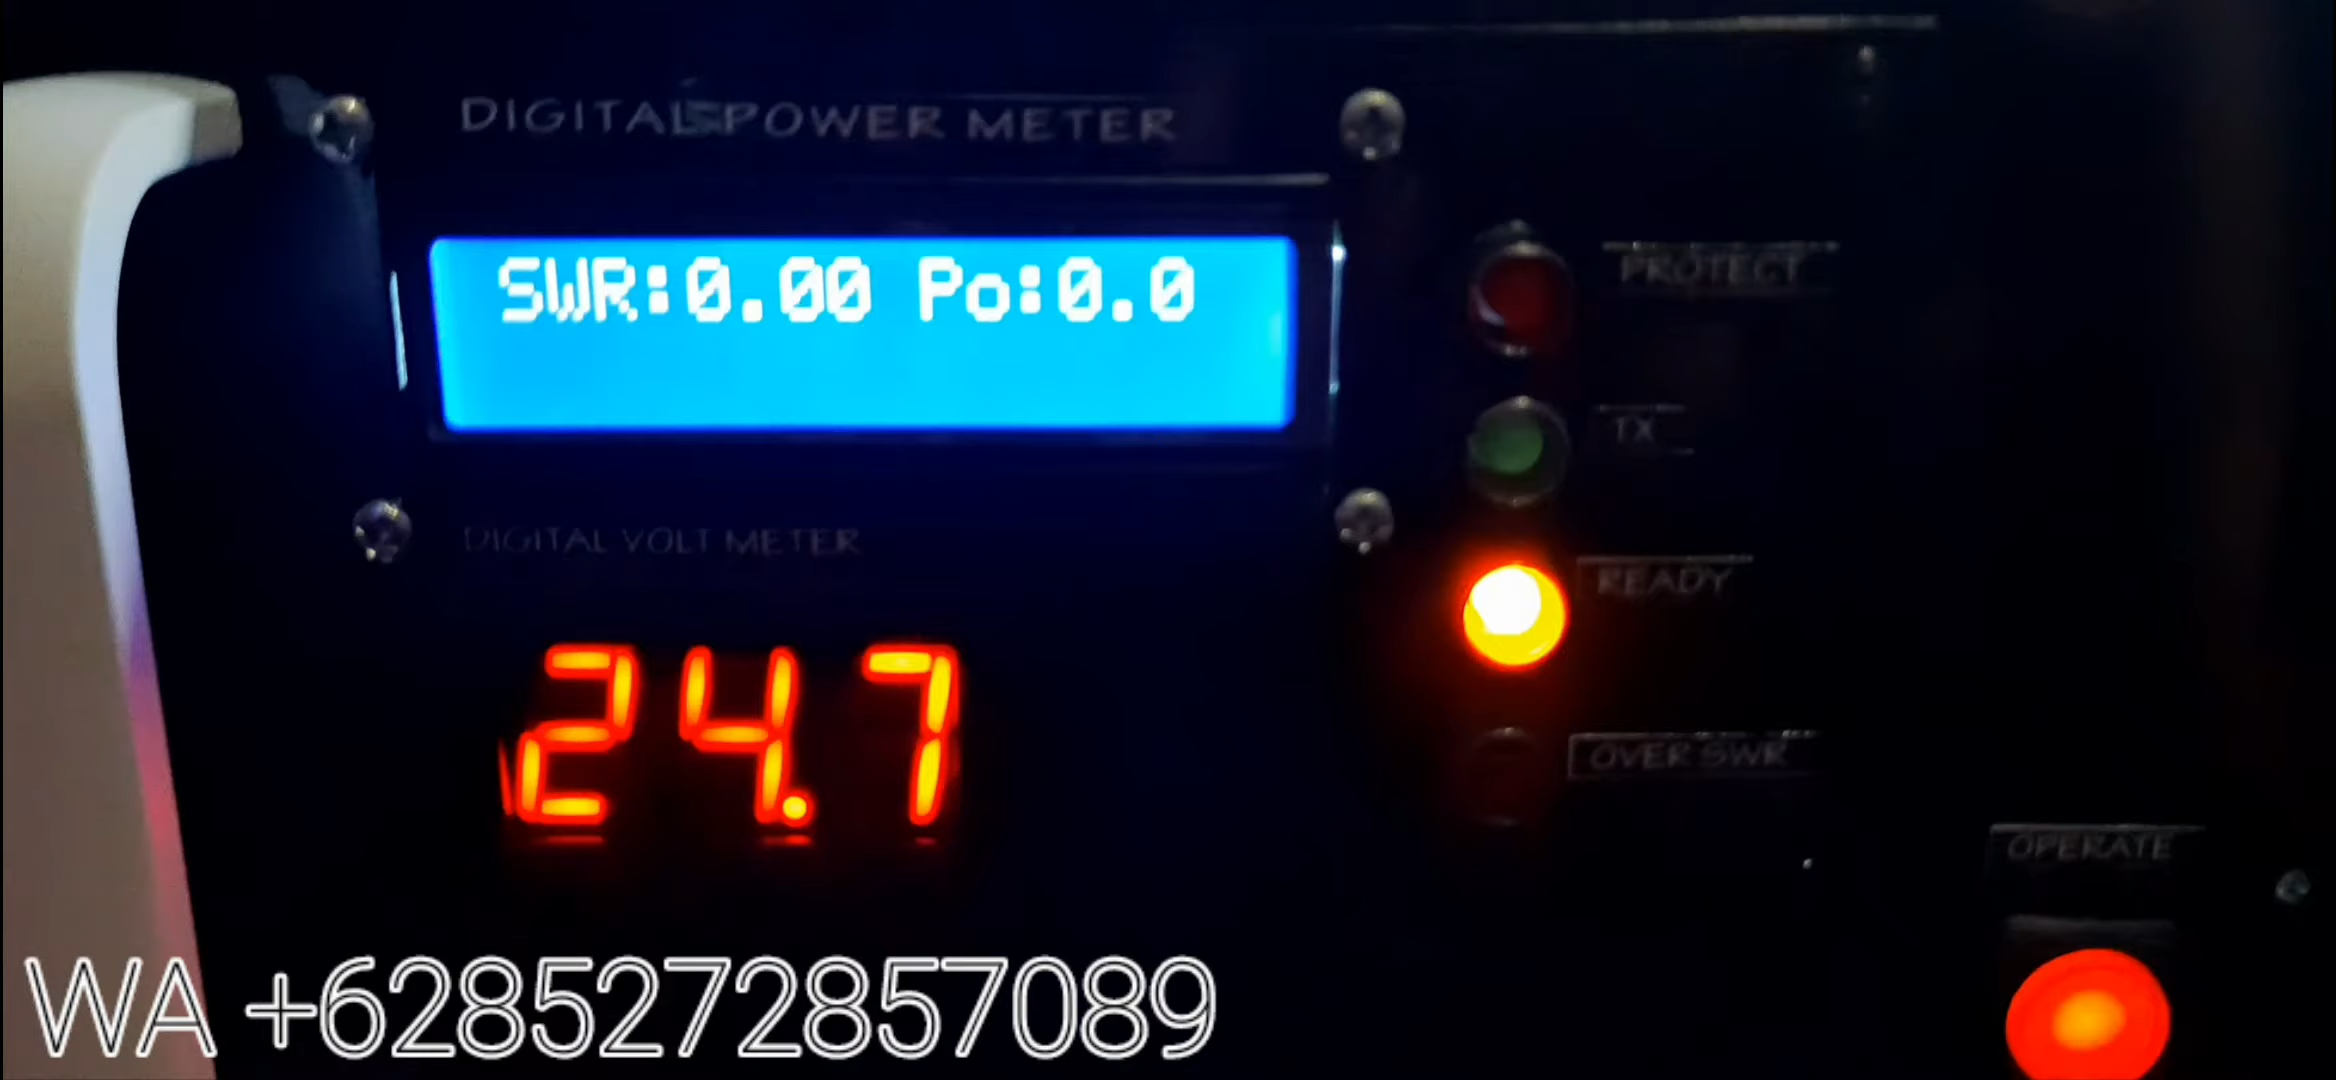 DIGITAL POWER METER
SWR:0.00 Po:0.0
PROTECT
TX
DIGITAL VOLT METER
READY
24.7
OVER SWR
OPERATE
WA +6285272857089